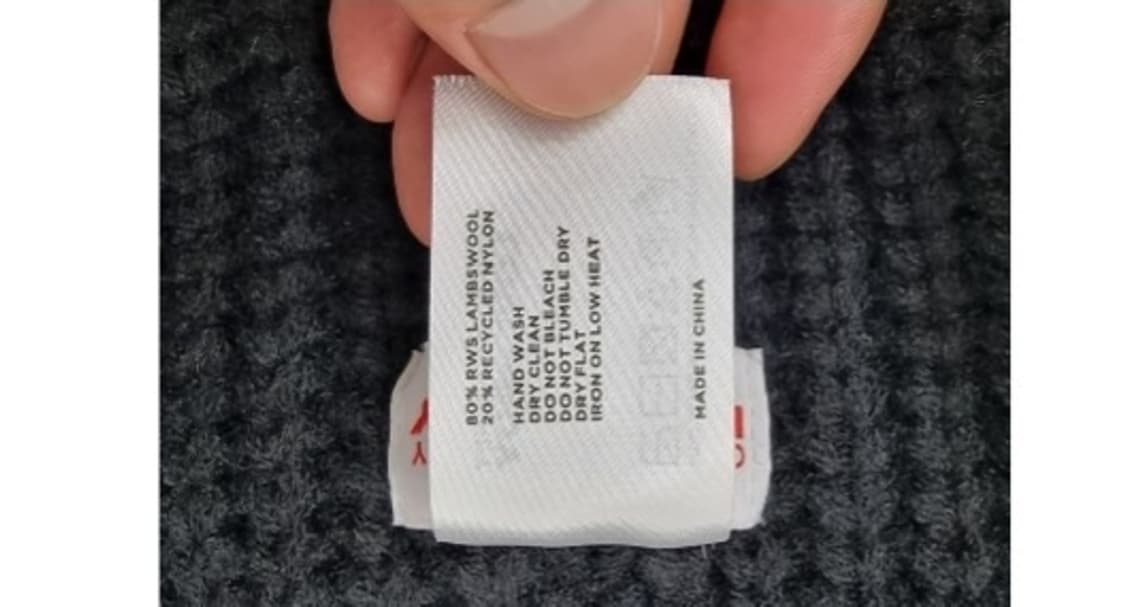 80% RWS LAMBSWOOL
20% RECYCLED NYLON
HAND WASH
DRY CLEAN
DO NOT BLEACH
DO NOT TUMBLE DRY
DRY FLAT
IRON ON LOW HEAT
MADE IN CHINA